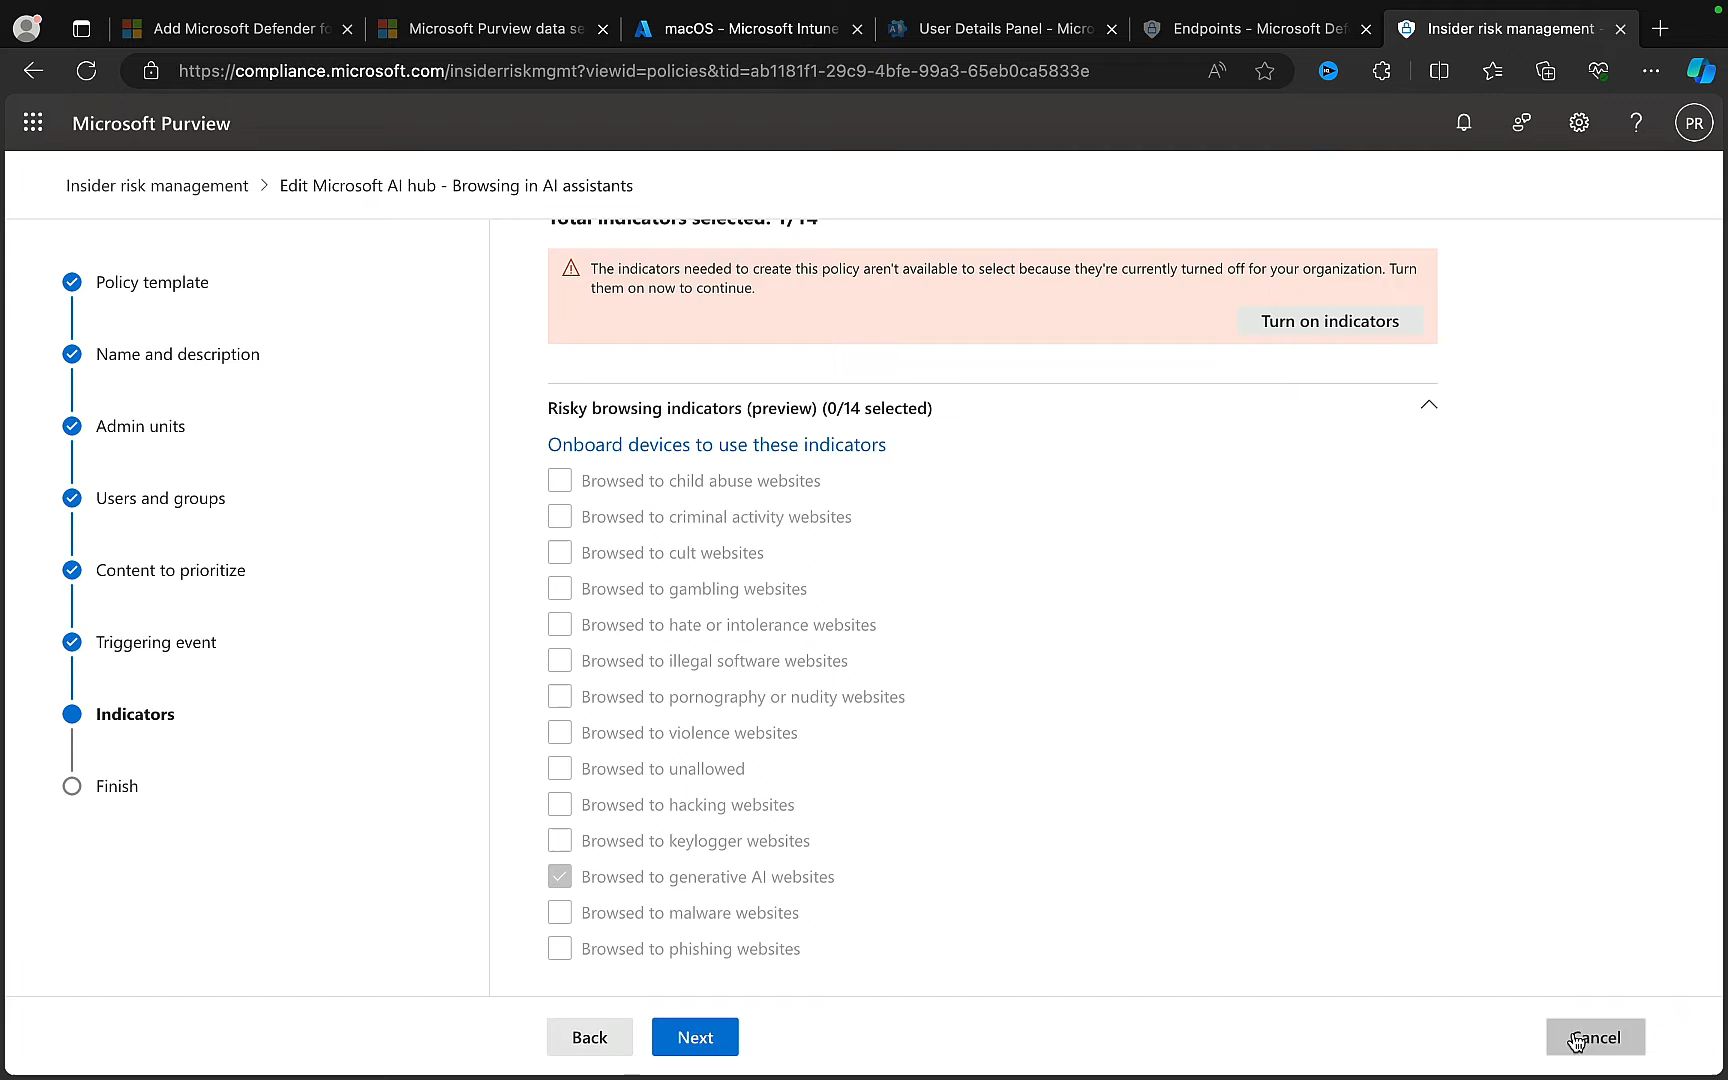 Add Microsoft Defender fo
Microsoft Purview data se
macOS - Microsoft Intune
User Details Panel - Micro
Endpoints - Microsoft Def
Insider risk management -
https://compliance.microsoft.com/insiderriskmgmt?viewid=policies&tid=ab1181f1-29c9-4bfe-99a3-65eb0ca5833e
Microsoft Purview
PR
Insider risk management > Edit Microsoft AI hub - Browsing in AI assistants
Policy template
Name and description
Admin units
Users and groups
Content to prioritize
Triggering event
Indicators
Finish
Total indicators selected: 1/14
The indicators needed to create this policy aren't available to select because they're currently turned off for your organization. Turn
them on now to continue.
Turn on indicators
Risky browsing indicators (preview) (0/14 selected)
Onboard devices to use these indicators
Browsed to child abuse websites
Browsed to criminal activity websites
Browsed to cult websites
Browsed to gambling websites
Browsed to hate or intolerance websites
Browsed to illegal software websites
Browsed to pornography or nudity websites
Browsed to violence websites
Browsed to unallowed
Browsed to hacking websites
Browsed to keylogger websites
Browsed to generative AI websites
Browsed to malware websites
Browsed to phishing websites
Back
Next
Cancel